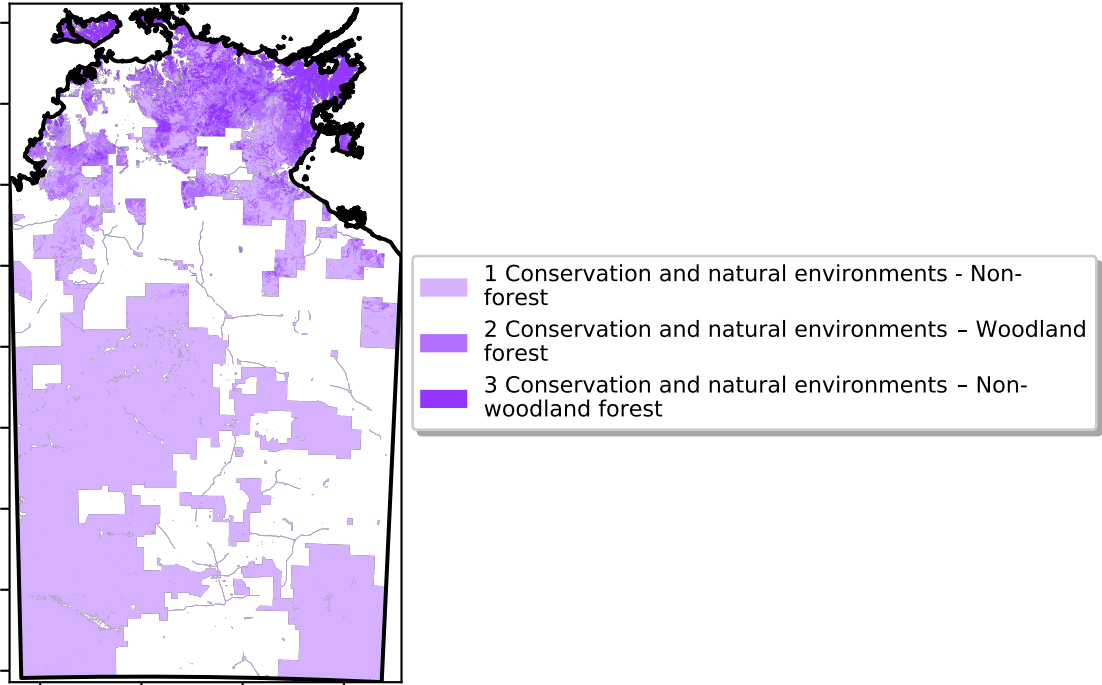 1 Conservation and natural environments - Non-
forest
2 Conservation and natural environments – Woodland
forest
3 Conservation and natural environments – Non-
woodland forest